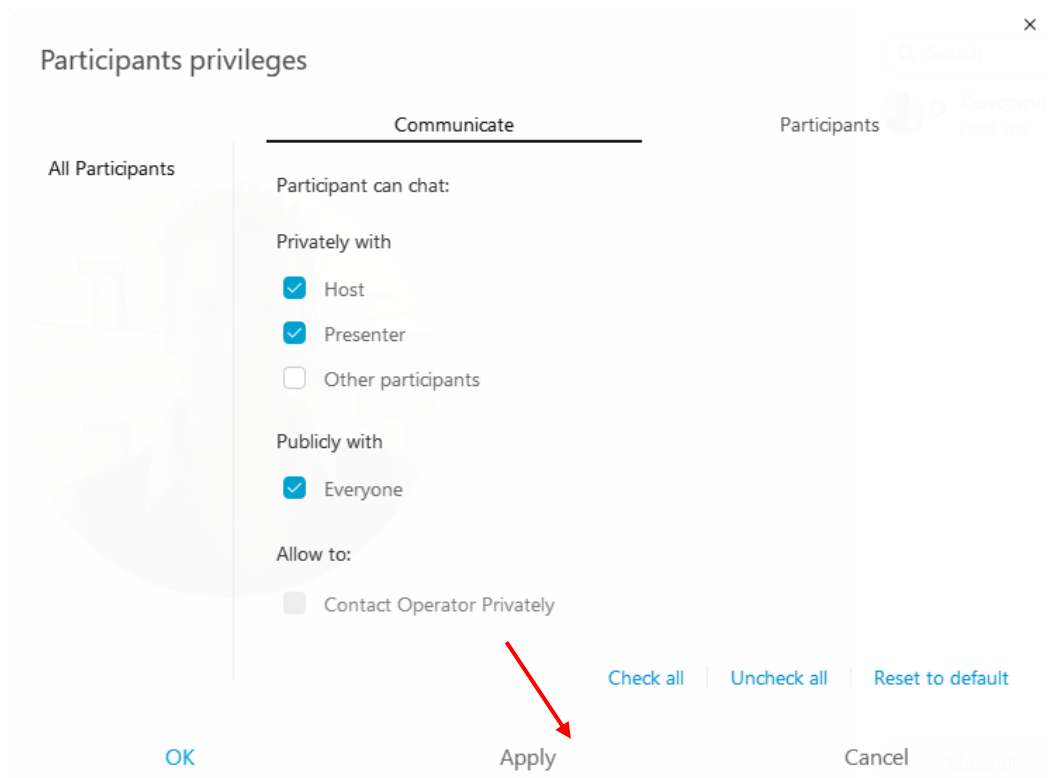 ×
Participants privileges
Search
Communicate Participants
All Participants
Participant can chat:
Privately with
Host
Presenter
Other participants
Publicly with
Everyone
Allow to:
Contact Operator Privately
Check all Uncheck all Reset to default
OK Apply Cancel